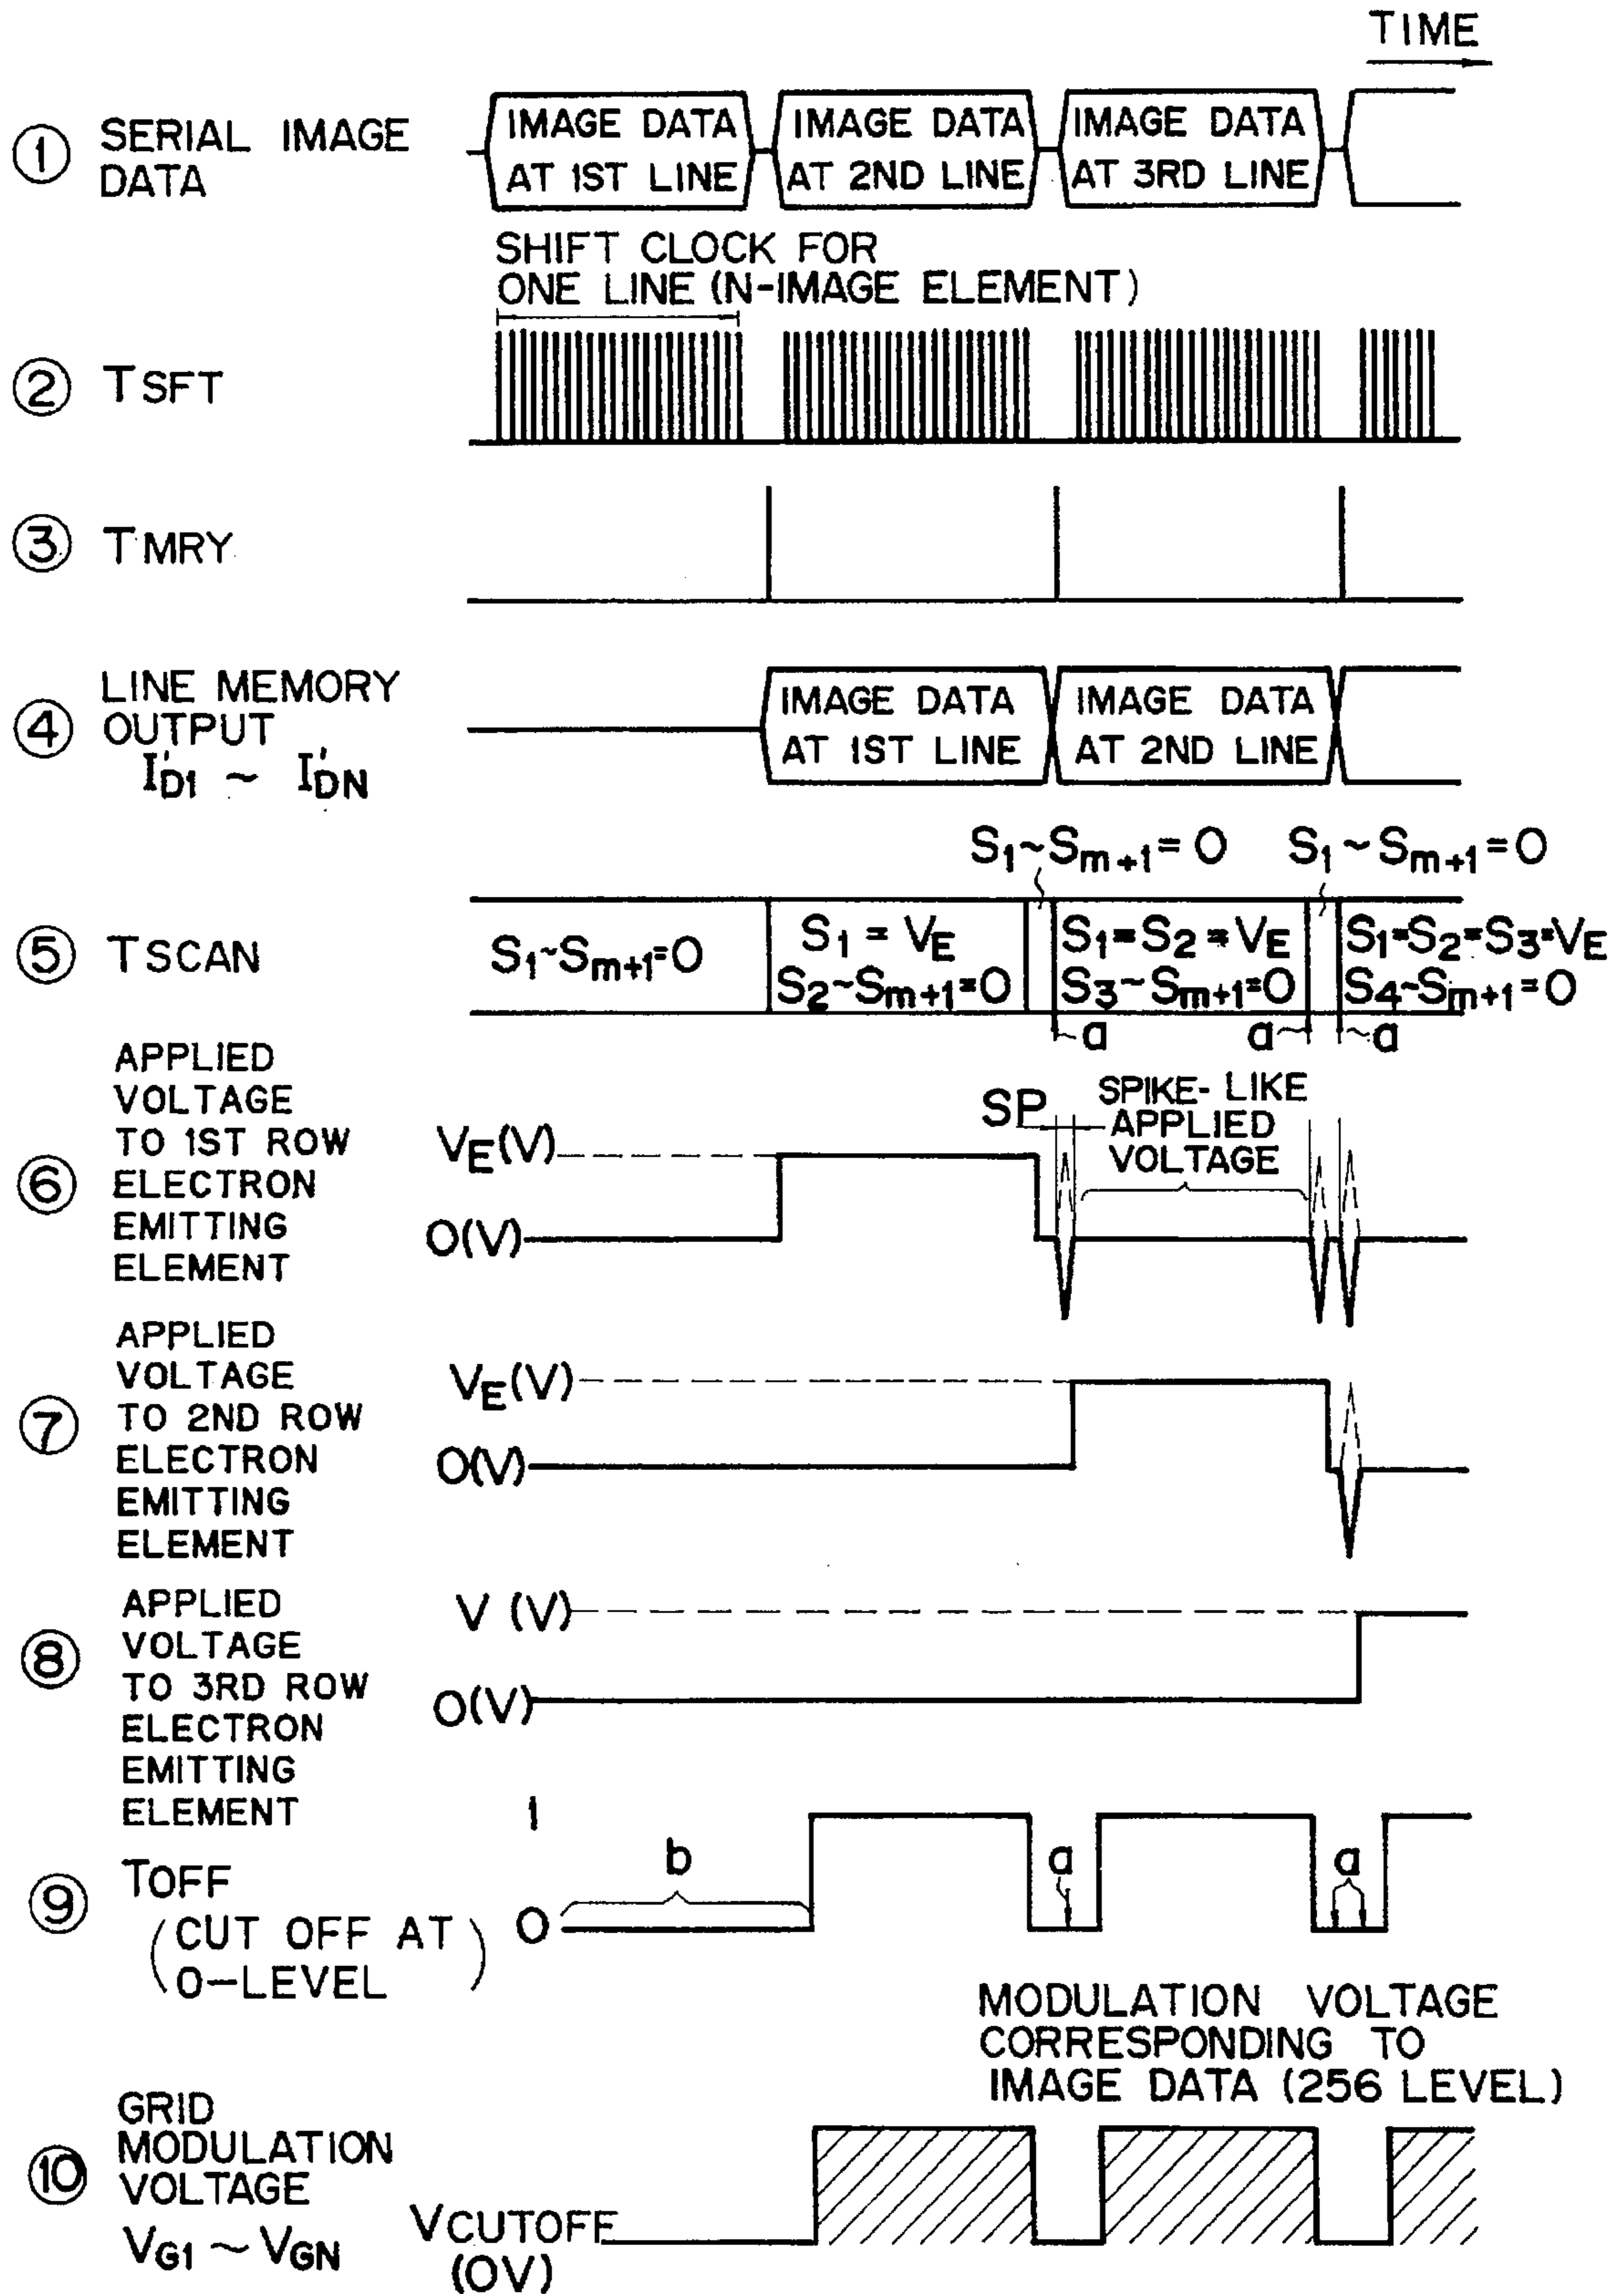 TIME
① SERIAL IMAGE
DATA
IMAGE DATA
AT 1ST LINE
IMAGE DATA
AT 2ND LINE
IMAGE DATA
AT 3RD LINE
SHIFT CLOCK FOR
ONE LINE (N-IMAGE ELEMENT)
② TSFT
③ TMRY
④ LINE MEMORY
OUTPUT
I'D1 ~ I'DN
IMAGE DATA
AT 1ST LINE
IMAGE DATA
AT 2ND LINE
S1~Sm+1=0 S1~Sm+1=0
⑤ TSCAN
S1~Sm+1=0
S1 = VE
S2~Sm+1=0
S1=S2=VE
S3~Sm+1=0
S1=S2=S3=VE
S4~Sm+1=0
a a a
⑥ APPLIED
VOLTAGE
TO 1ST ROW
ELECTRON
EMITTING
ELEMENT
VE(V)
O(V)
SP
SPIKE-LIKE
APPLIED
VOLTAGE
⑦ APPLIED
VOLTAGE
TO 2ND ROW
ELECTRON
EMITTING
ELEMENT
VE(V)
O(V)
⑧ APPLIED
VOLTAGE
TO 3RD ROW
ELECTRON
EMITTING
ELEMENT
V (V)
O(V)
⑨ TOFF
(CUT OFF AT
O-LEVEL)
1
0
b a a
MODULATION VOLTAGE
CORRESPONDING TO
IMAGE DATA (256 LEVEL)
⑩ GRID
MODULATION
VOLTAGE
VG1 ~ VGN
VCUTOFF
(OV)